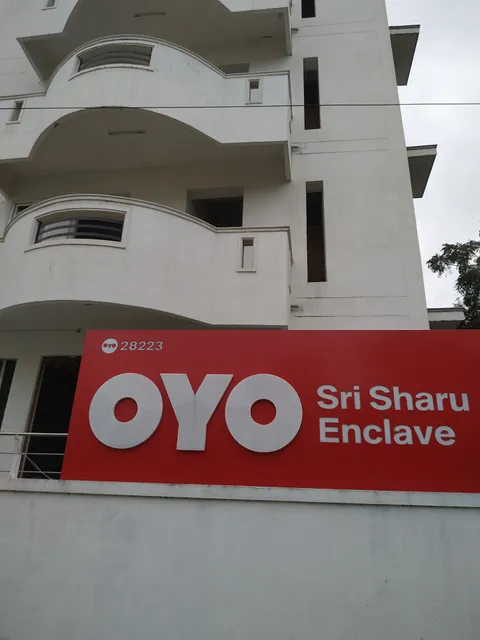 OYO 28223
OYO
Sri Sharu
Enclave